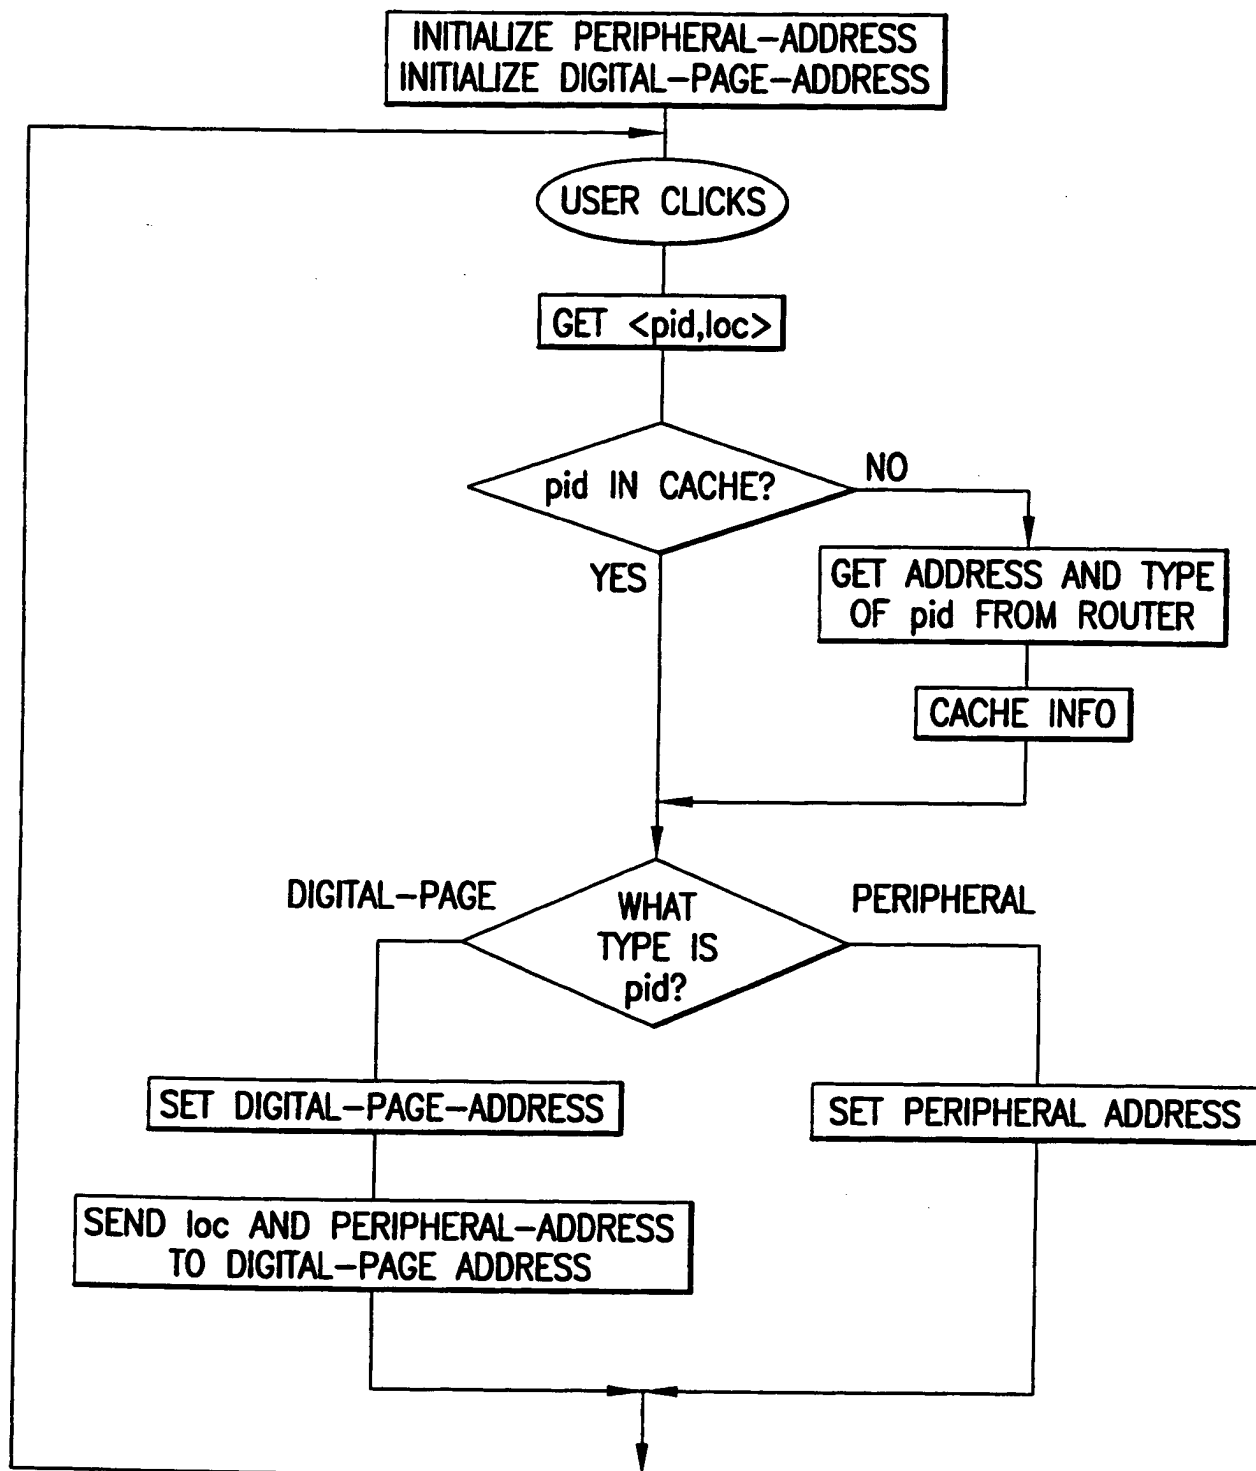 INITIALIZE PERIPHERAL-ADDRESS
INITIALIZE DIGITAL-PAGE-ADDRESS
USER CLICKS
GET <pid,loc>
pid IN CACHE?
NO
YES
GET ADDRESS AND TYPE
OF pid FROM ROUTER
CACHE INFO
DIGITAL-PAGE
WHAT
TYPE IS
pid?
PERIPHERAL
SET DIGITAL-PAGE-ADDRESS
SET PERIPHERAL ADDRESS
SEND loc AND PERIPHERAL-ADDRESS
TO DIGITAL-PAGE ADDRESS